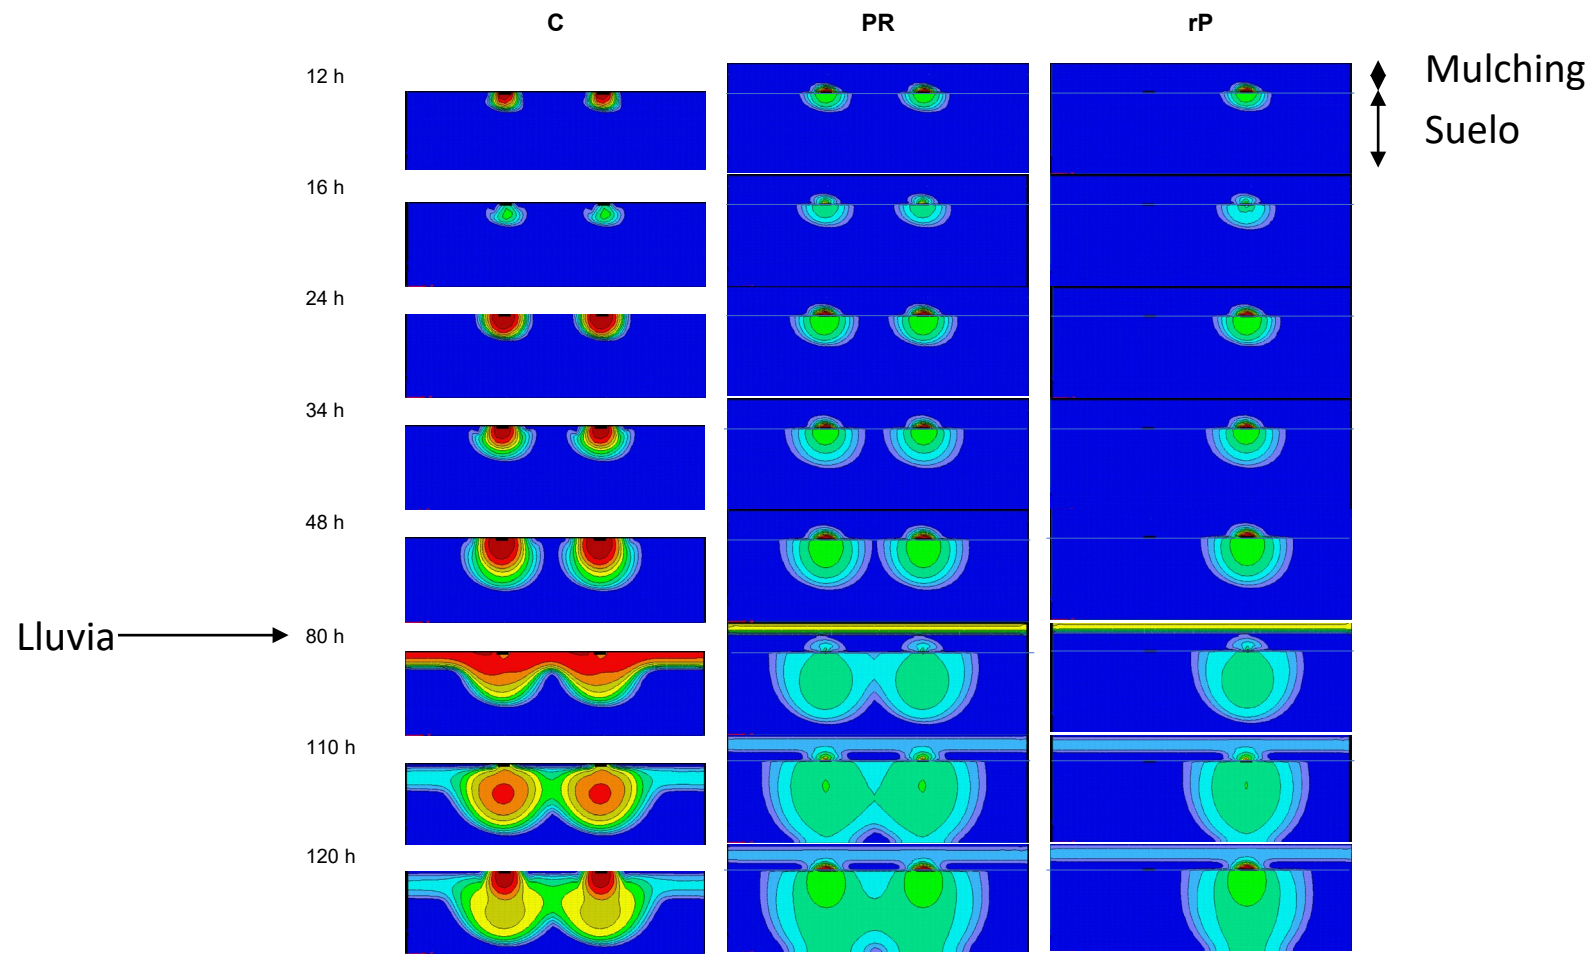 C PR rP
12 h
Mulching
Suelo
16 h
24 h
34 h
48 h
Lluvia
80 h
110 h
120 h